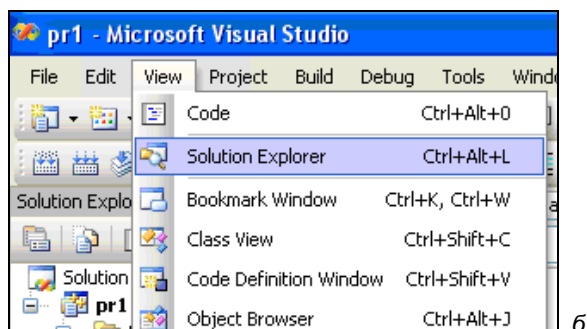 pr1 - Microsoft Visual Studio
File Edit View Project Build Debug Tools
Code Ctrl+Alt+0
Solution Explorer Ctrl+Alt+L
Solution Bookmark Window Ctrl+K, Ctrl+W
Class View Ctrl+Shift+C
Solution Code Definition Window Ctrl+Shift+V
pr1
Object Browser Ctrl+Alt+J
б